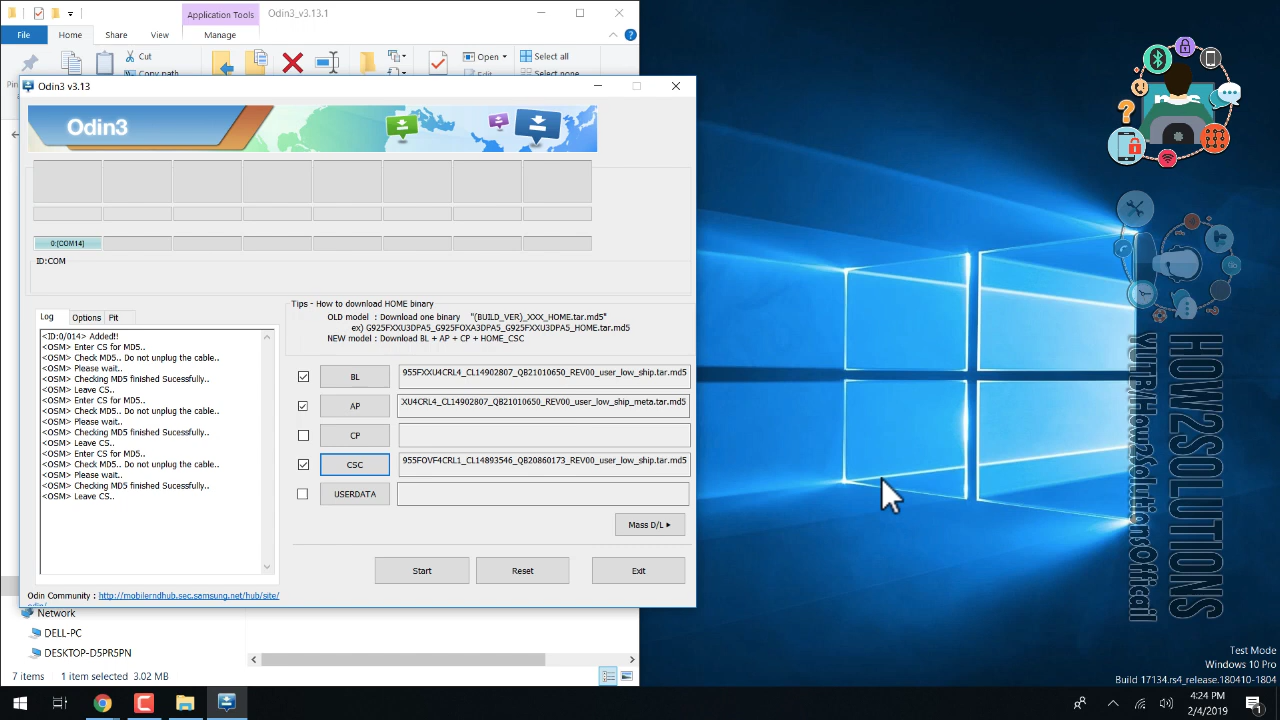 Application Tools
Odin3_v3.13.1
File
Home
Share
View
Manage
Cut
Copy path
Open
Select all
Edit
Select none
Odin3 v3.13
Odin3
0:[COM14]
ID:COM
Log
Options
Pit
<ID:0/014> Added!!
<OSM> Enter CS for MD5..
<OSM> Check MD5.. Do not unplug the cable..
<OSM> Please wait..
<OSM> Checking MD5 finished Sucessfully..
<OSM> Leave CS..
<OSM> Enter CS for MD5..
<OSM> Check MD5.. Do not unplug the cable..
<OSM> Please wait..
<OSM> Checking MD5 finished Sucessfully..
<OSM> Leave CS..
<OSM> Enter CS for MD5..
<OSM> Check MD5.. Do not unplug the cable..
<OSM> Please wait..
<OSM> Checking MD5 finished Sucessfully..
<OSM> Leave CS..
Tips - How to download HOME binary
OLD model : Download one binary "(BUILD_VER)_XXX_HOME.tar.md5"
ex) G925FXXU3DPA5_G925FOXA3DPA5_G925FXXU3DPA5_HOME.tar.md5
NEW model : Download BL + AP + CP + HOME_CSC
BL
955FXXU4CRL4_CL14902807_QB21010650_REV00_user_low_ship.tar.md5
AP
XU4CRL4_CL14902807_QB21010650_REV00_user_low_ship_meta.tar.md5
CP
CSC
955FOVF4CRL1_CL14893546_QB20860173_REV00_user_low_ship.tar.md5
USERDATA
Mass D/L
Start
Reset
Exit
Odin Community : http://mobilerndhub.sec.samsung.net/hub/site/
odin/
Network
DELL-PC
DESKTOP-D5PR5PN
7 items
1 item selected 3.02 MB
HOW2SOLUTIONS
Test Mode
Windows 10 Pro
Build 17134.rs4_release.180410-1804
4:24 PM
2/4/2019
1